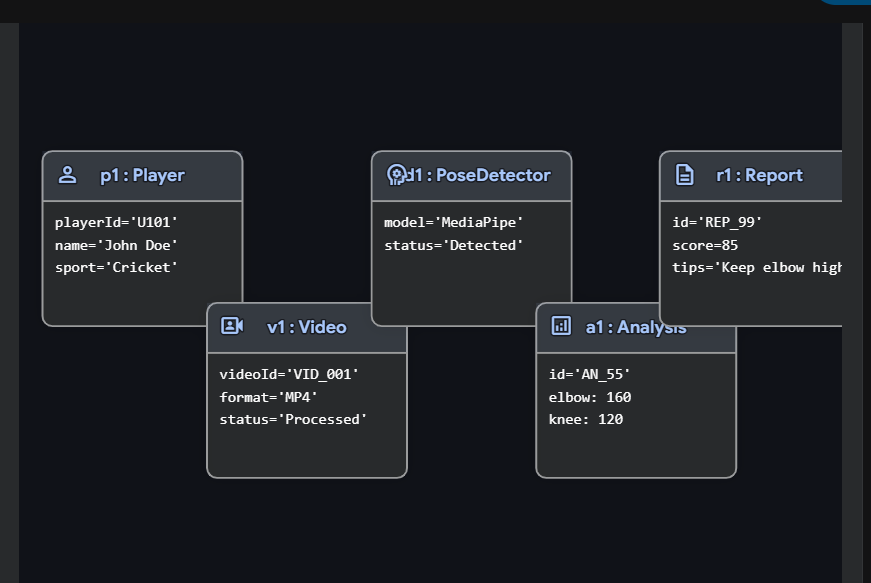 p1 : Player
playerId='U101'
name='John Doe'
sport='Cricket'
d1 : PoseDetector
model='MediaPipe'
status='Detected'
r1 : Report
id='REP_99'
score=85
tips='Keep elbow high
v1 : Video
videoId='VID_001'
format='MP4'
status='Processed'
a1 : Analysis
id='AN_55'
elbow: 160
knee: 120